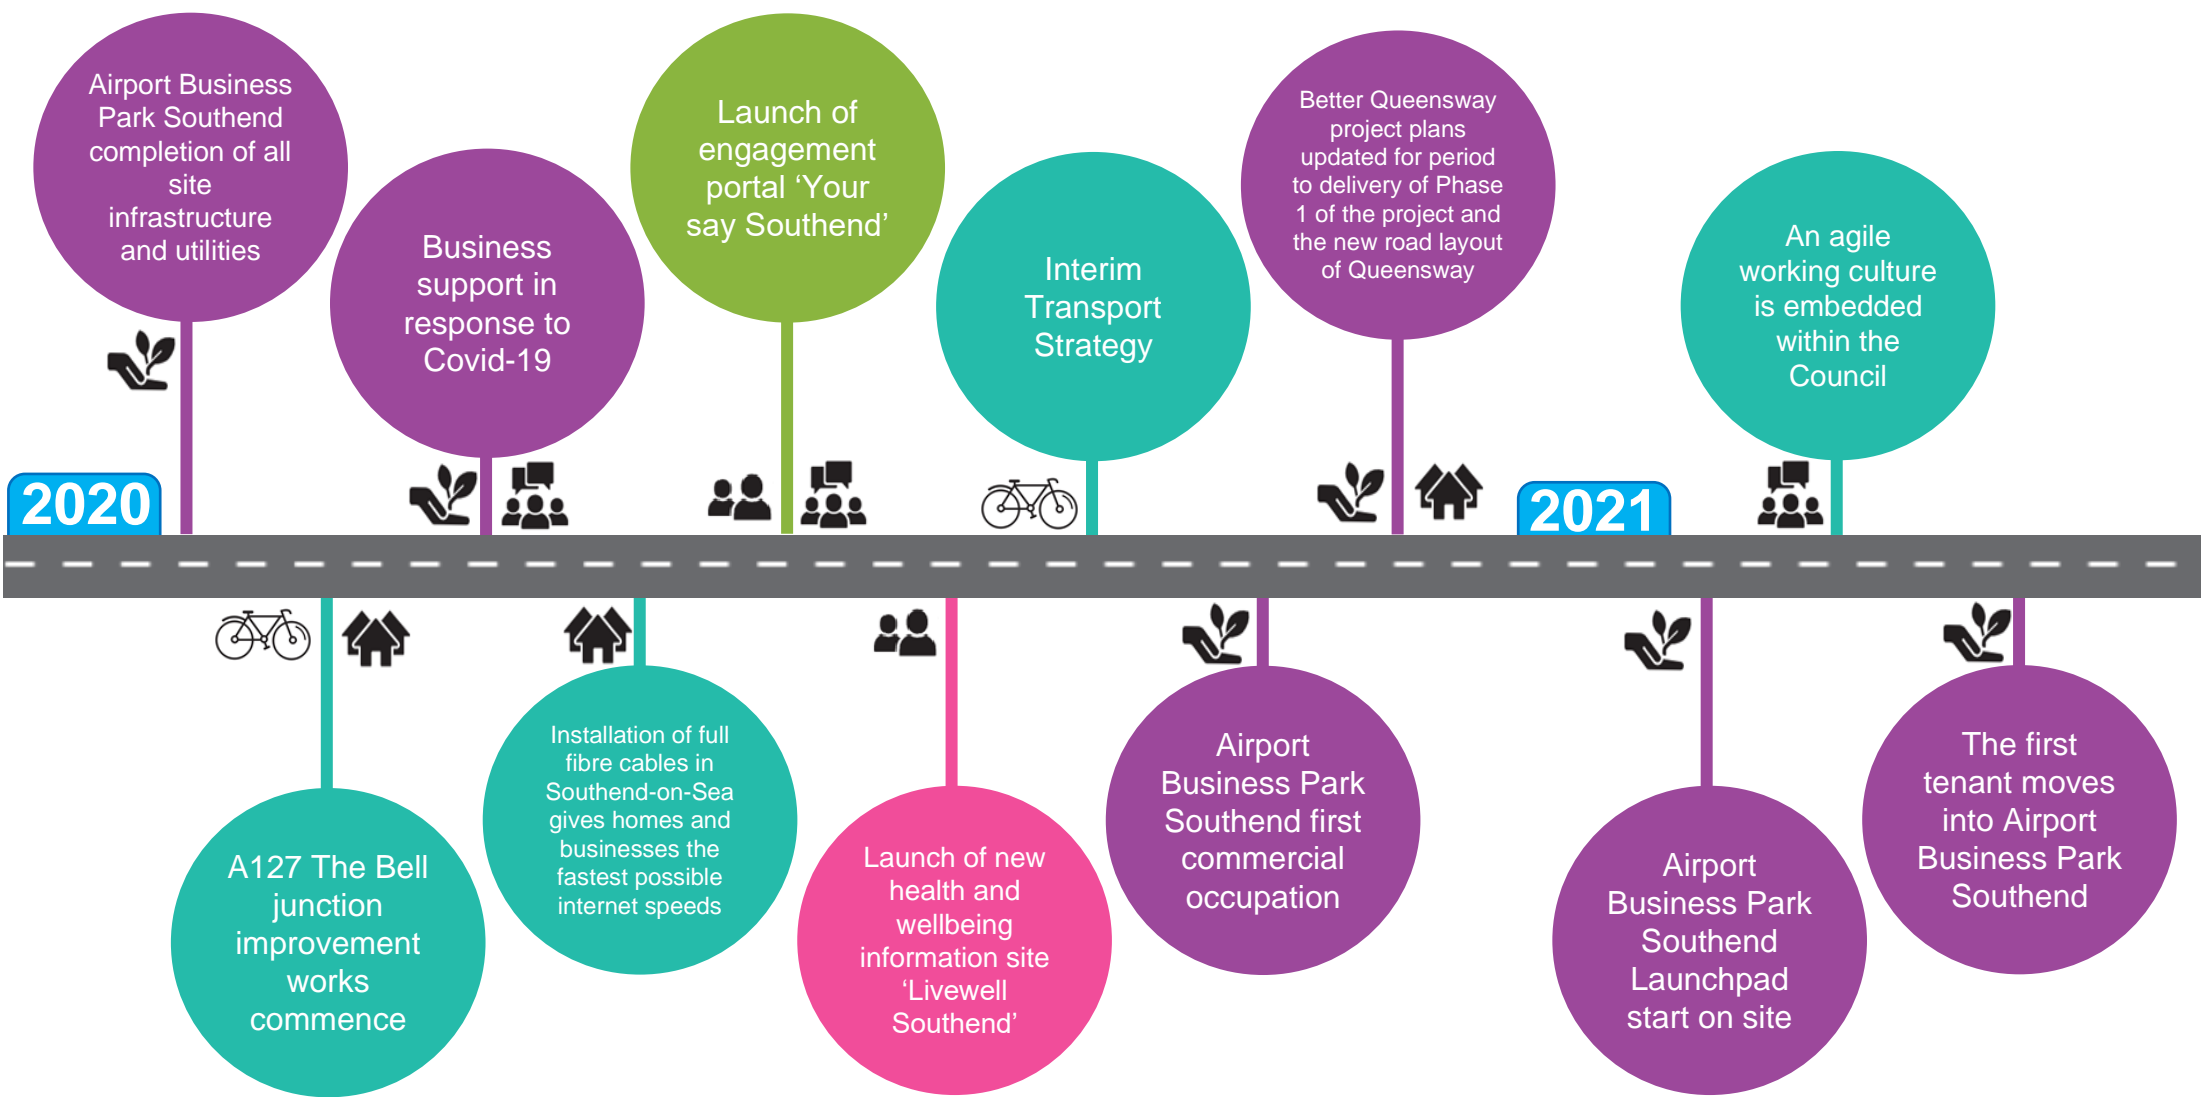 Airport Business
Park Southend
completion of all
site
infrastructure
and utilities
Business
support in
response to
Covid-19
Launch of
engagement
portal ‘Your
say Southend’
Interim
Transport
Strategy
Better Queensway
project plans
updated for period
to delivery of Phase
1 of the project and
the new road layout
of Queensway
An agile
working culture
is embedded
within the
Council
2020
2021
A127 The Bell
junction
improvement
works
commence
Installation of full
fibre cables in
Southend-on-Sea
gives homes and
businesses the
fastest possible
internet speeds
Launch of new
health and
wellbeing
information site
‘Livewell
Southend’
Airport
Business Park
Southend first
commercial
occupation
Airport
Business Park
Southend
Launchpad
start on site
The first
tenant moves
into Airport
Business Park
Southend